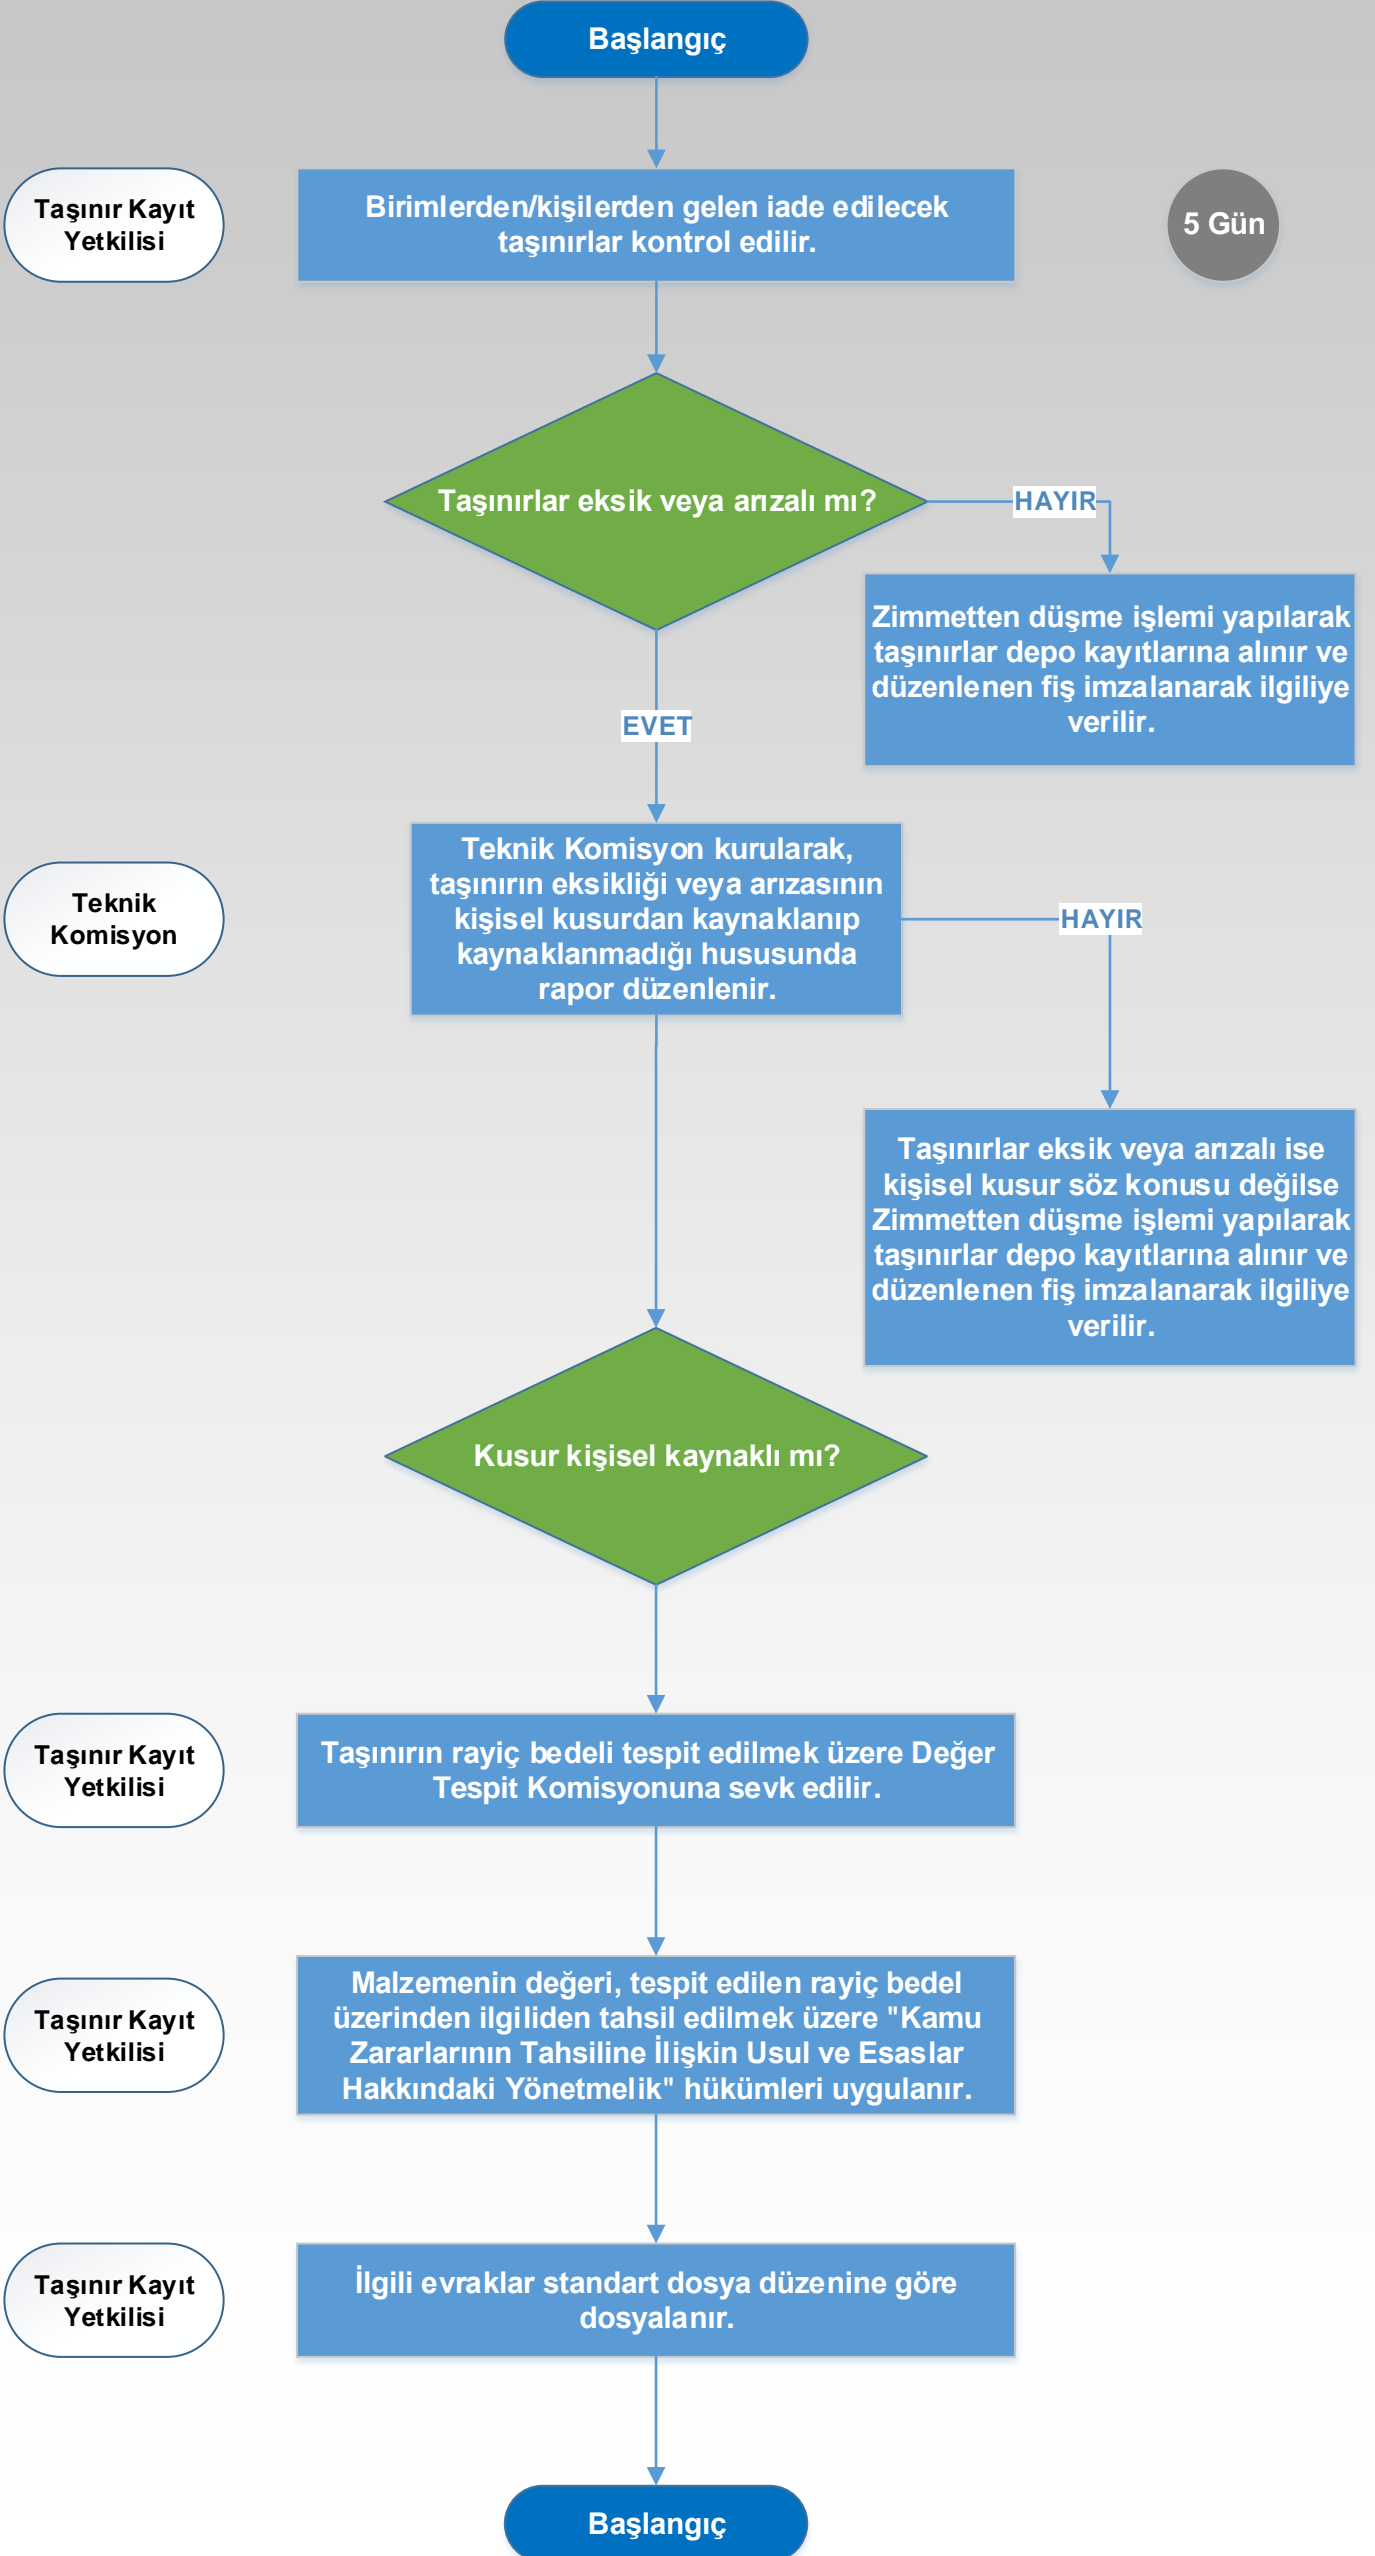 Başlangıç
Taşınır Kayıt
Yetkilisi
Birimlerden/kişilerden gelen iade edilecek
taşınırlar kontrol edilir.
5 Gün
Taşınırlar eksik veya arızalı mı?
HAYIR
Zimmetten düşme işlemi yapılarak
taşınırlar depo kayıtlarına alınır ve
düzenlenen fiş imzalanarak ilgiliye
verilir.
EVET
Teknik
Komisyon
Teknik Komisyon kurularak,
taşınırın eksikliği veya arızasının
kişisel kusurdan kaynaklanıp
kaynaklanmadığı hususunda
rapor düzenlenir.
HAYIR
Taşınırlar eksik veya arızalı ise
kişisel kusur söz konusu değilse
Zimmetten düşme işlemi yapılarak
taşınırlar depo kayıtlarına alınır ve
düzenlenen fiş imzalanarak ilgiliye
verilir.
Kusur kişisel kaynaklı mı?
Taşınır Kayıt
Yetkilisi
Taşınırın rayiç bedeli tespit edilmek üzere Değer
Tespit Komisyonuna sevk edilir.
Taşınır Kayıt
Yetkilisi
Malzemenin değeri, tespit edilen rayiç bedel
üzerinden ilgiliden tahsil edilmek üzere "Kamu
Zararlarının Tahsiline İlişkin Usul ve Esaslar
Hakkındaki Yönetmelik" hükümleri uygulanır.
Taşınır Kayıt
Yetkilisi
İlgili evraklar standart dosya düzenine göre
dosyalanır.
Başlangıç